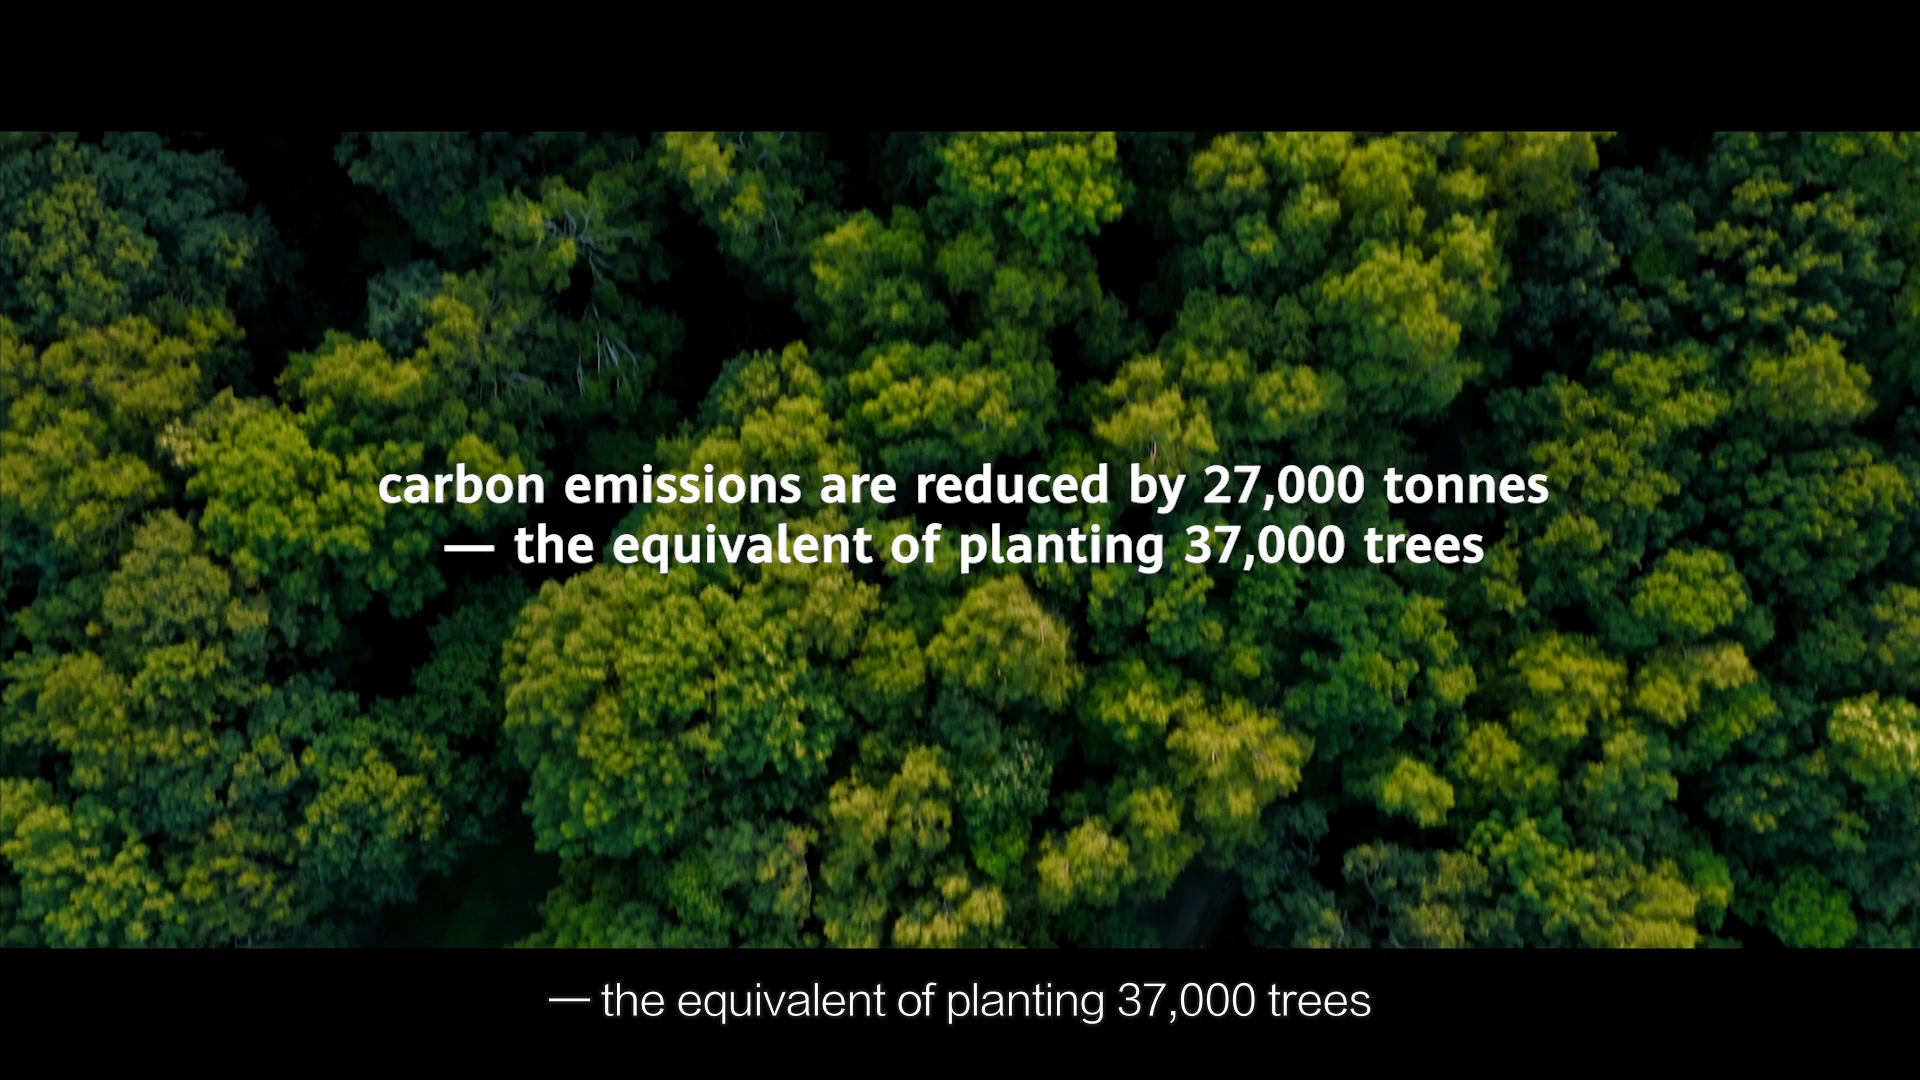 carbon emissions are reduced by 27,000 tonnes
— the equivalent of planting 37,000 trees
— the equivalent of planting 37,000 trees